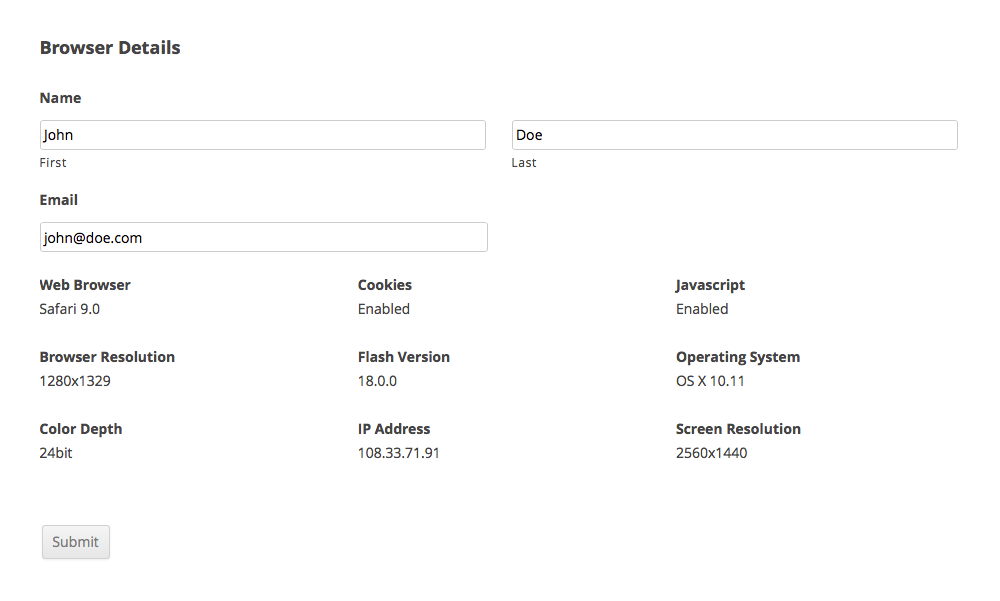 Browser Details
Name
John Doe
First Last
Email
john@doe.com
Web Browser Cookies Javascript
Safari 9.0 Enabled Enabled
Browser Resolution Flash Version Operating System
1280x1329 18.0.0 OS X 10.11
Color Depth IP Address Screen Resolution
24bit 108.33.71.91 2560x1440
Submit